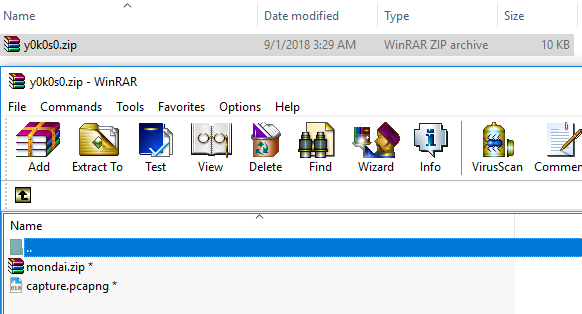 Name Date modified Type Size
y0k0s0.zip 9/1/2018 3:29 AM WinRAR ZIP archive 10 KB
y0k0s0.zip - WinRAR
File Commands Tools Favorites Options Help
Add Extract To Test View Delete Find Wizard Info VirusScan Commen
Name
..
mondai.zip *
capture.pcapng *